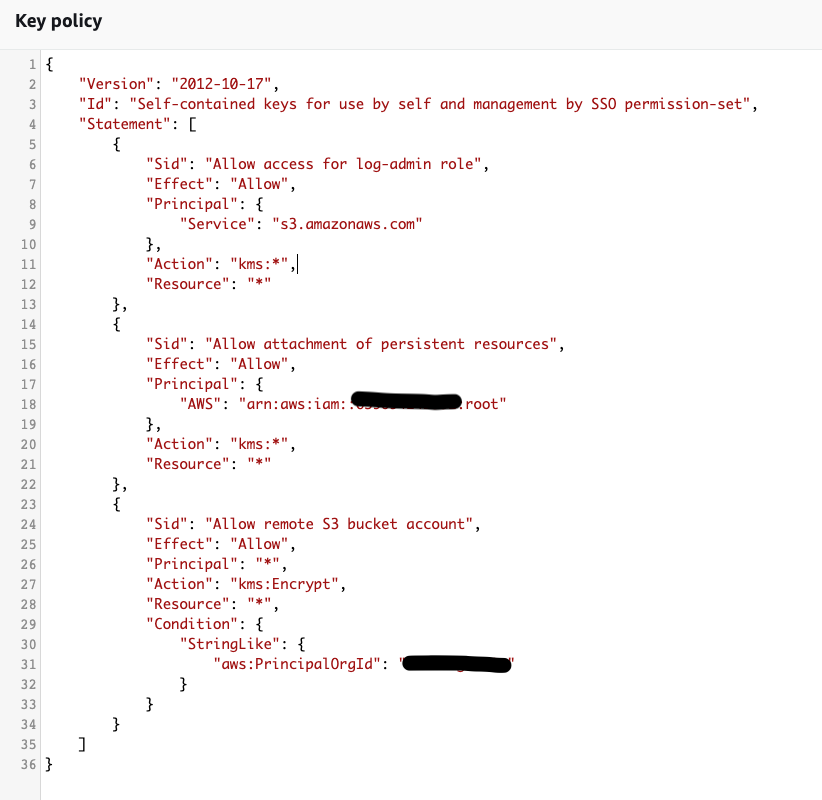 Key policy
1 {
2 "Version": "2012-10-17",
3 "Id": "Self-contained keys for use by self and management by SSO permission-set",
4 "Statement": [
5 {
6 "Sid": "Allow access for log-admin role",
7 "Effect": "Allow",
8 "Principal": {
9 "Service": "s3.amazonaws.com"
10 },
11 "Action": "kms:*",
12 "Resource": "*"
13 },
14 {
15 "Sid": "Allow attachment of persistent resources",
16 "Effect": "Allow",
17 "Principal": {
18 "AWS": "arn:aws:iam:: :root"
19 },
20 "Action": "kms:*",
21 "Resource": "*"
22 },
23 {
24 "Sid": "Allow remote S3 bucket account",
25 "Effect": "Allow",
26 "Principal": "*",
27 "Action": "kms:Encrypt",
28 "Resource": "*",
29 "Condition": {
30 "StringLike": {
31 "aws:PrincipalOrgId": " "
32 }
33 }
34 }
35 ]
36 }